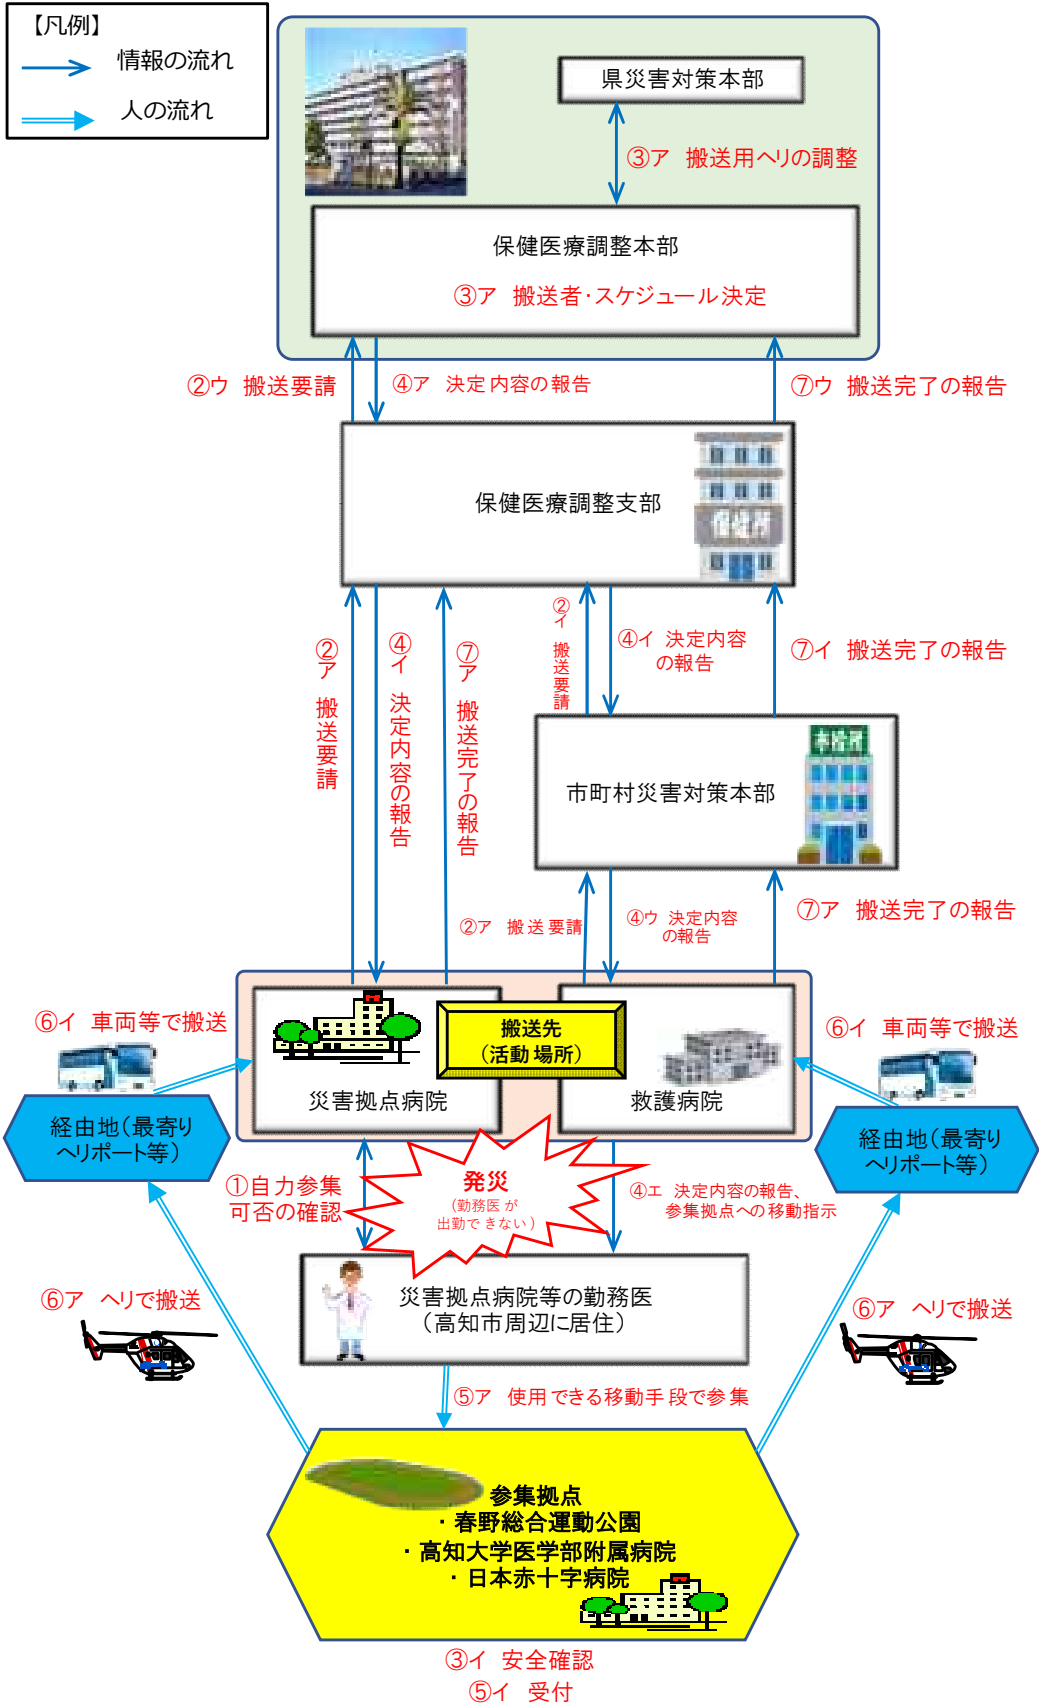 【凡例】
情報の流れ
人の流れ
県災害対策本部
③ア 搬送用ヘリの調整
保健医療調整本部
③ア 搬送者・スケジュール決定
②ウ 搬送要請
④ア 決定内容の報告
⑦ウ 搬送完了の報告
保健医療調整支部
②ア 搬送要請
④イ 決定内容の報告
⑦ア 搬送完了の報告
②イ 搬送要請
④イ 決定内容
の報告
⑦イ 搬送完了の報告
市町村災害対策本部
②ア 搬送要請
④ウ 決定内容
の報告
⑦ア 搬送完了の報告
⑥イ 車両等で搬送
搬送先
(活動場所)
⑥イ 車両等で搬送
災害拠点病院
救護病院
経由地(最寄り
ヘリポート等)
経由地(最寄り
ヘリポート等)
①自力参集
可否の確認
発災
(勤務医が
出勤できない)
④エ 決定内容の報告、
参集拠点への移動指示
⑥ア ヘリで搬送
災害拠点病院等の勤務医
(高知市周辺に居住)
⑥ア ヘリで搬送
⑤ア 使用できる移動手段で参集
参集拠点
・春野総合運動公園
・高知大学医学部附属病院
・日本赤十字病院
③イ 安全確認
⑤イ 受付